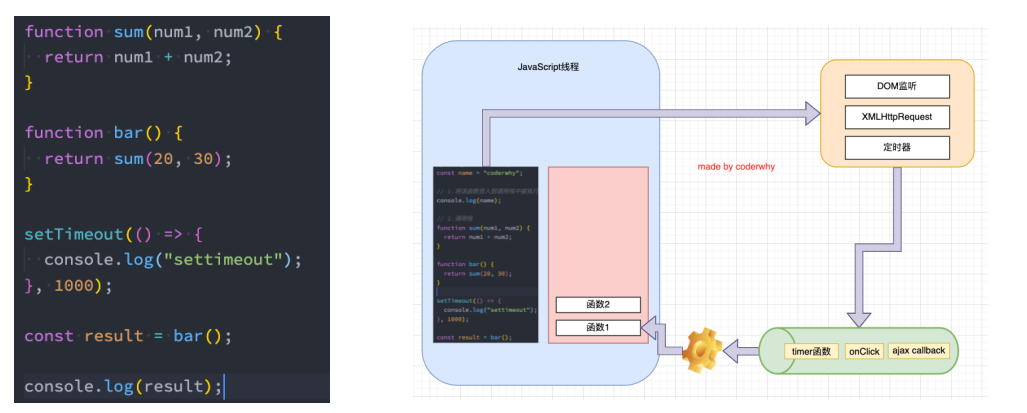 function sum(num1, num2) {
  return num1 + num2;
}
function bar() {
  return sum(20, 30);
}
setTimeout(() => {
  console.log("settimeout");
}, 1000);
const result = bar();
console.log(result);
JavaScript线程
const name = "coderwhy";
console.log(name);
// 2.调用栈
function sum(num1, num2) {
  return num1 + num2;
}
function bar() {
  return sum(20, 30);
}
setTimeout(() => {
  console.log("settimeout");
}, 1000);
const result = bar();
函数2
函数1
DOM监听
XMLHttpRequest
定时器
made by coderwhy
timer函数
onClick
ajax callback